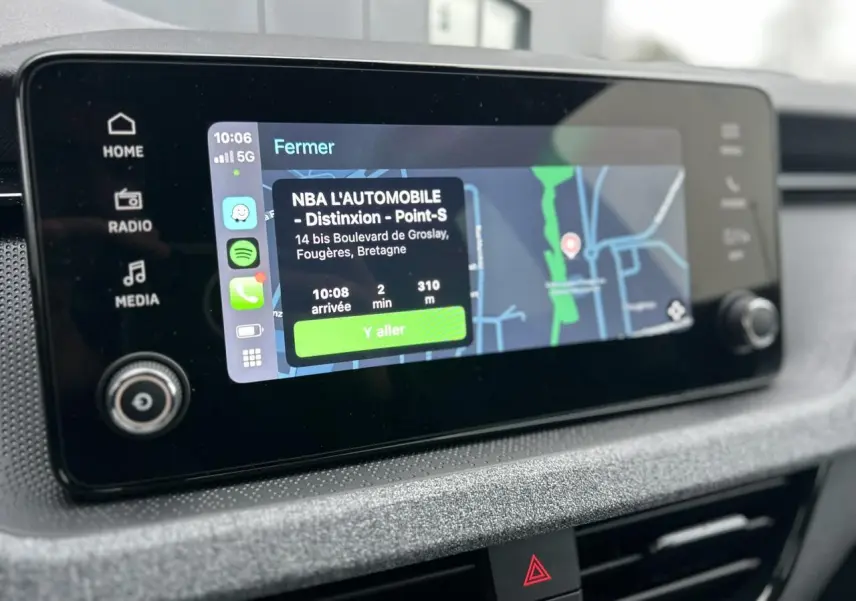 HOME
RADIO
MEDIA
10:06
5G
Fermer
NBA L'AUTOMOBILE
- Distinxion - Point-S
14 bis Boulevard de Groslay,
Fougères, Bretagne
10:08 2 310
arrivée min m
Y aller